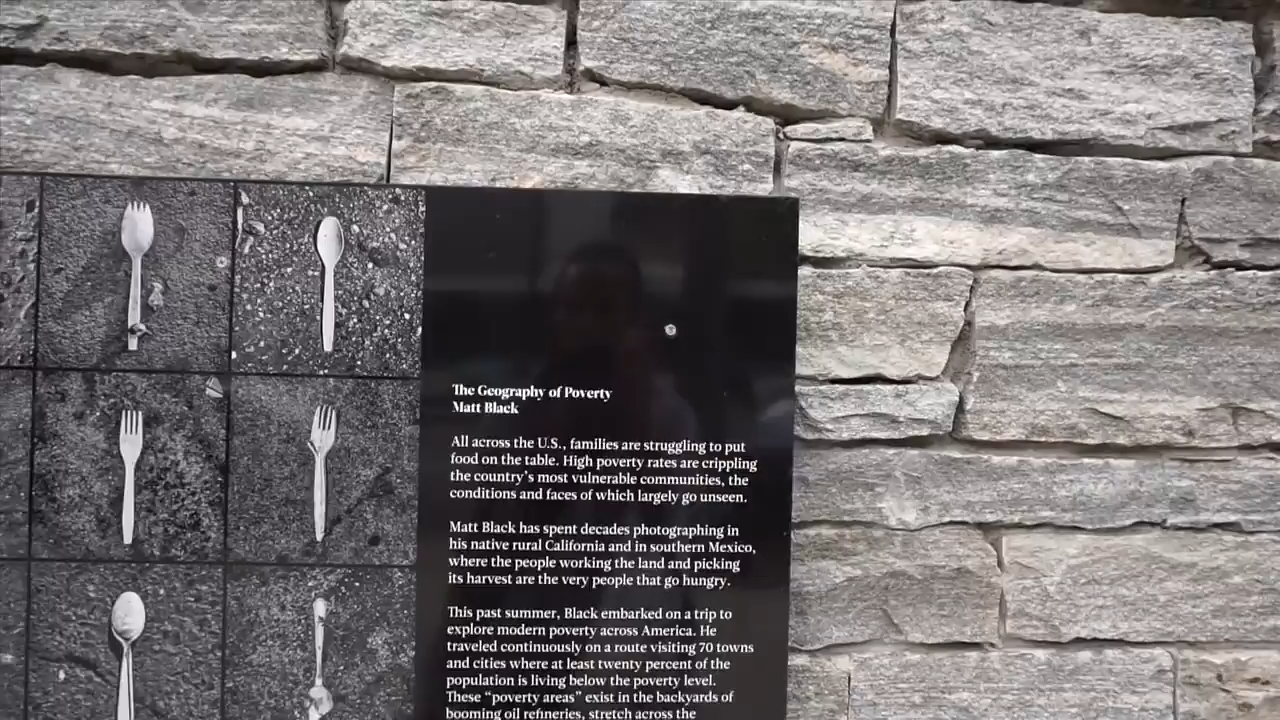 The Geography of Poverty
Matt Black
All across the U.S., families are struggling to put
food on the table. High poverty rates are crippling
the country's most vulnerable communities, the
conditions and faces of which largely go unseen.
Matt Black has spent decades photographing in
his native rural California and in southern Mexico,
where the people working the land and picking
its harvest are the very people that go hungry.
This past summer, Black embarked on a trip to
explore modern poverty across America. He
traveled continuously on a route visiting 70 towns
and cities where at least twenty percent of the
population is living below the poverty level.
These “poverty areas” exist in the backyards of
booming oil refineries, stretch across the